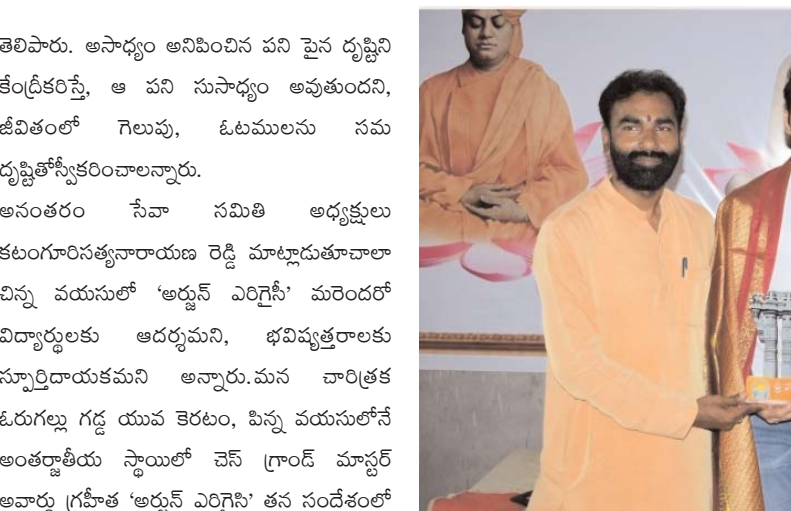 తెలిపారు. అసాధ్యం అనిపించిన పని పైన దృష్టిని
కేంద్రీకరిస్తే, ఆ పని సుసాధ్యం అవుతుందని,
జీవితంలో గెలుపు, ఓటములను సమ
దృష్టితోస్వీకరించాలన్నారు.
అనంతరం సేవా సమితి అధ్యక్షులు
కటంగూరిసత్యనారాయణ రెడ్డి మాట్లాడుతూచాలా
చిన్న వయసులో ‘అర్జున్ ఎరిగైసీ’ మరెందరో
విద్యార్థులకు ఆదర్శమని, భవిష్యత్తరాలకు
స్ఫూర్తిదాయకమని అన్నారు.మన చారిత్రక
ఓరుగల్లు గడ్డ యువ కెరటం, పిన్న వయసులోనే
అంతర్జాతీయ స్థాయిలో చెస్ గ్రాండ్ మాస్టర్
అవార్డు గ్రహీత ‘అర్జున్ ఎరిగైసి’ తన సందేశంలో